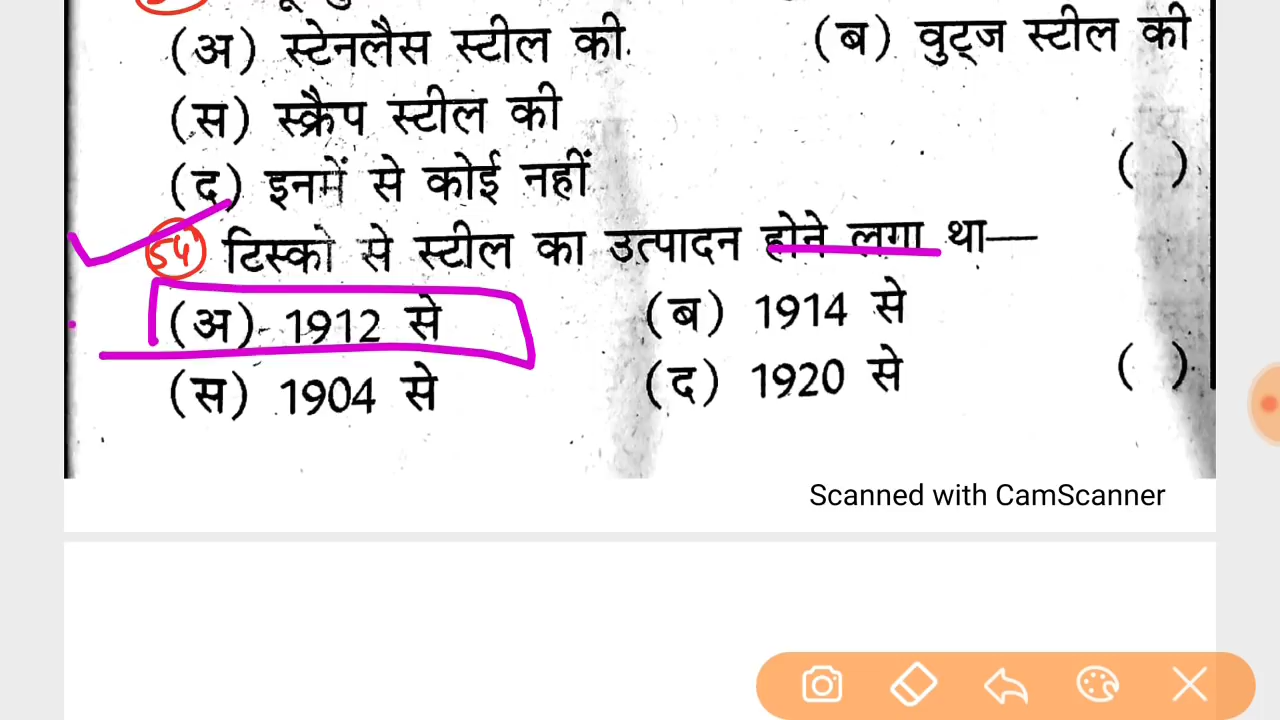 (अ) स्टेनलैस स्टील की. (ब) वुट्ज स्टील की
(स) स्क्रैप स्टील की
(द) इनमें से कोई नहीं ( )
54 टिस्को से स्टील का उत्पादन होने लगा था—
(अ) 1912 से (ब) 1914 से
(स) 1904 से (द) 1920 से ( )
Scanned with CamScanner